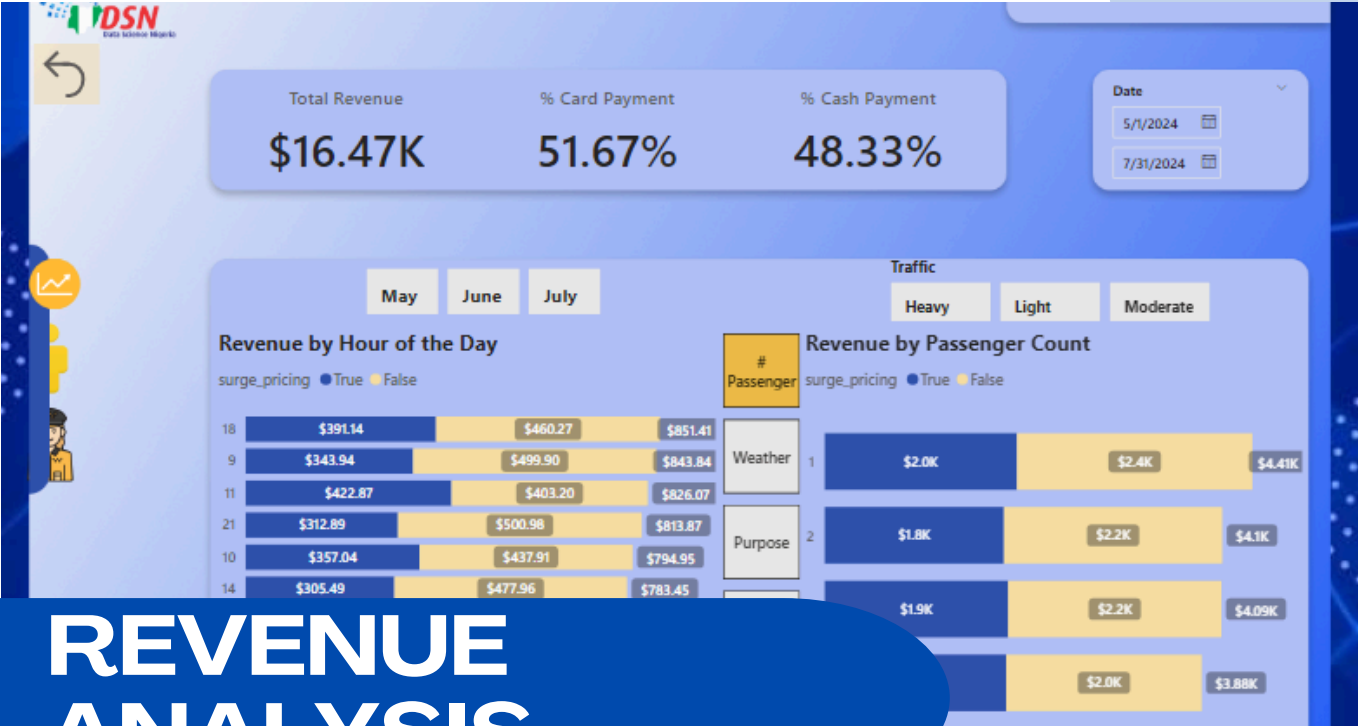 DSN
Data Science Nigeria
Total Revenue
% Card Payment
% Cash Payment
$16.47K
51.67%
48.33%
Date
5/1/2024
7/31/2024
May
June
July
Traffic
Heavy
Light
Moderate
Revenue by Hour of the Day
surge_pricing True False
18 $391.14 $460.27 $851.41
9 $343.94 $499.90 $843.84
11 $422.87 $403.20 $826.07
21 $312.89 $500.98 $813.87
10 $357.04 $437.91 $794.95
14 $305.49 $477.96 $783.45
#
Passenger
Weather
Purpose
Revenue by Passenger Count
surge_pricing True False
1 $2.0K $2.4K $4.41K
2 $1.8K $2.2K $4.1K
$1.9K $2.2K $4.09K
$2.0K $3.88K
REVENUE
ANALYSIS